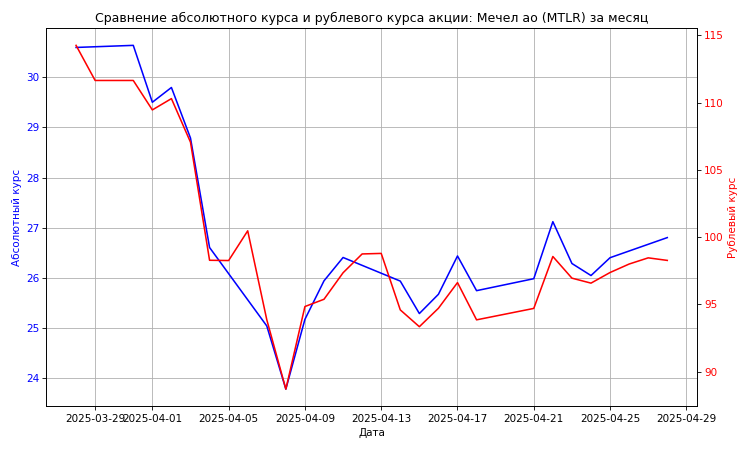 Сравнение абсолютного курса и рублевого курса акции: Мечел ао (MTLR) за месяц
Абсолютный курс
30
29
28
27
26
25
24
115
110
105
100
95
90
Рублевый курс
2025-03-29 2025-04-01 2025-04-05 2025-04-09 2025-04-13 2025-04-17 2025-04-21 2025-04-25 2025-04-29
Дата